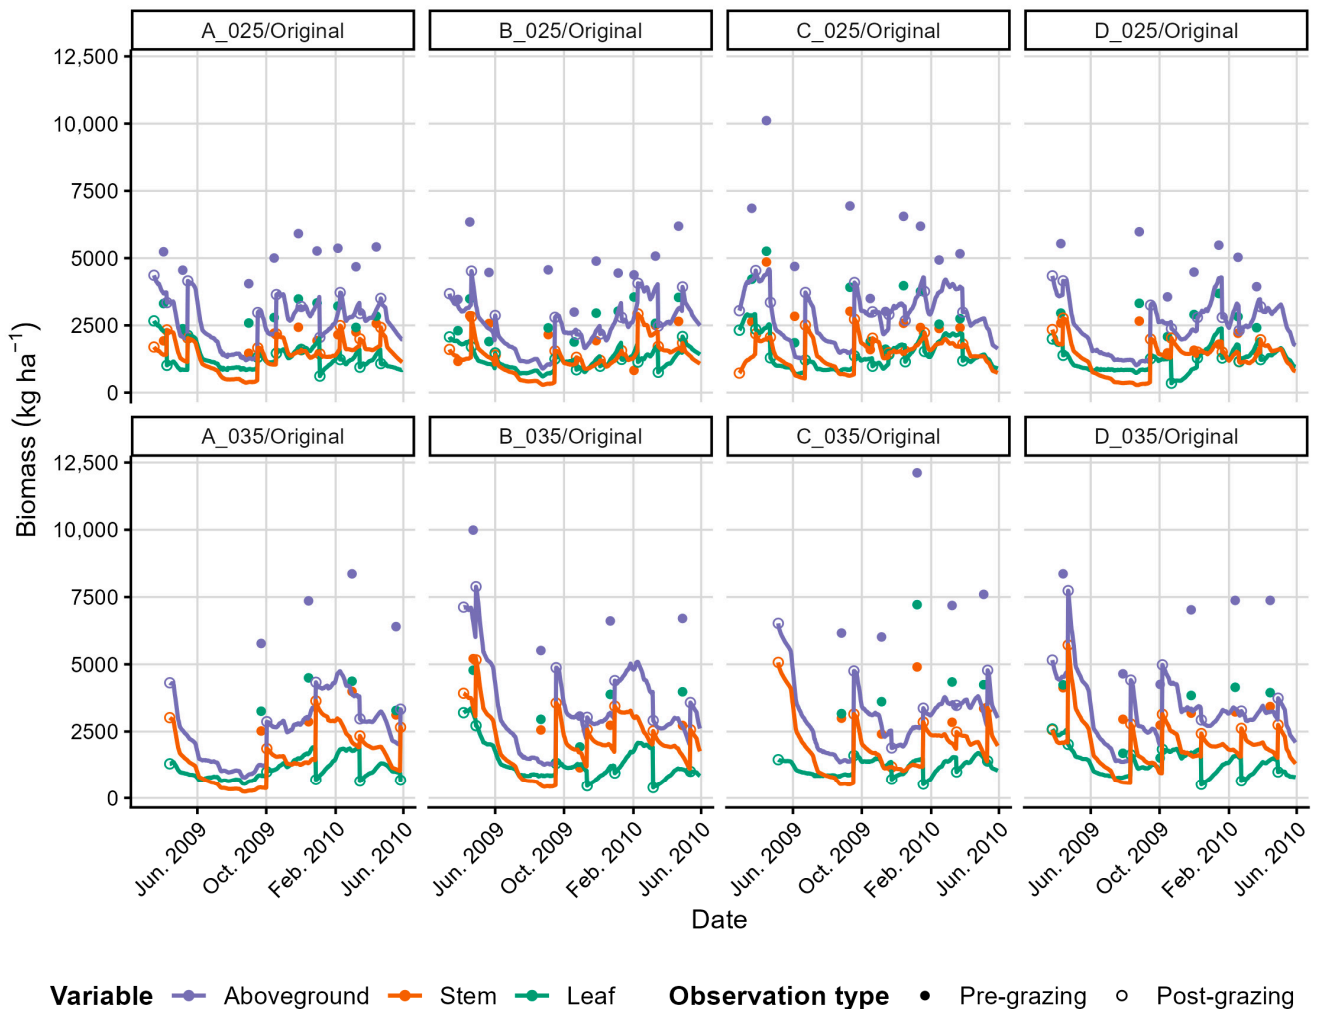 A_025/Original B_025/Original C_025/Original D_025/Original
12,500
10,000
7500
5000
2500
0
A_035/Original B_035/Original C_035/Original D_035/Original
12,500
10,000
7500
5000
2500
0
Biomass (kg ha−1)
Jun. 2009 Oct. 2009 Feb. 2010 Jun. 2010 Jun. 2009 Oct. 2009 Feb. 2010 Jun. 2010 Jun. 2009 Oct. 2009 Feb. 2010 Jun. 2010 Jun. 2009 Oct. 2009 Feb. 2010 Jun. 2010
Date
Variable Aboveground Stem Leaf Observation type Pre-grazing Post-grazing